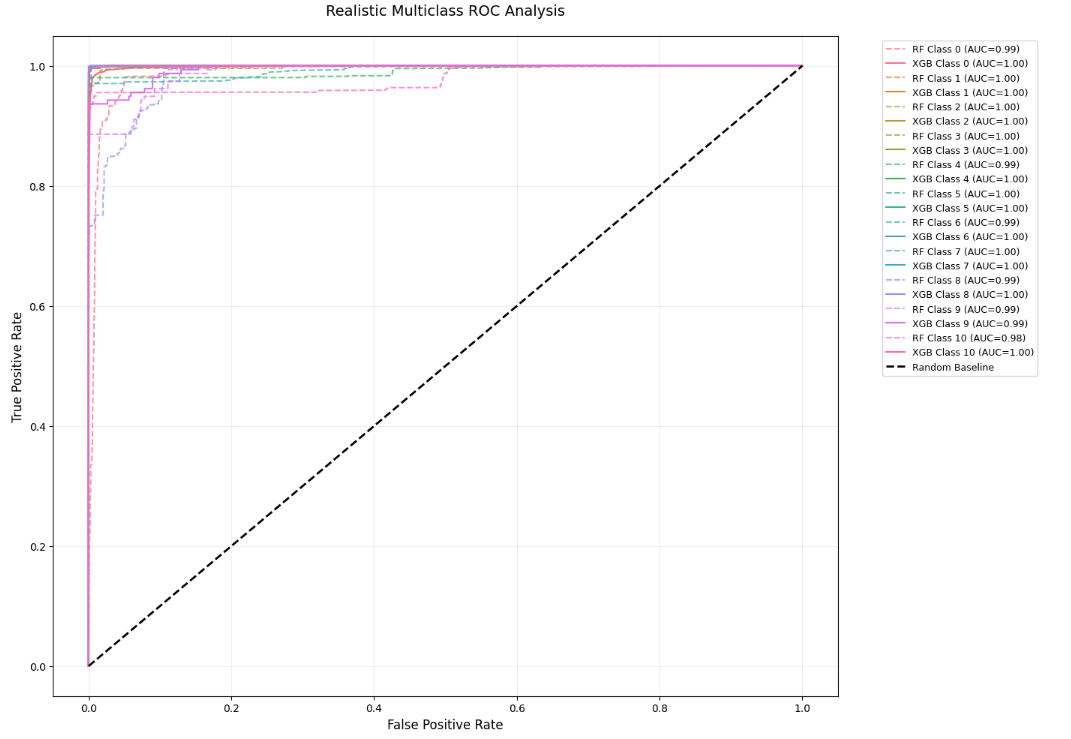 Realistic Multiclass ROC Analysis
True Positive Rate
1.0
0.8
0.6
0.4
0.2
0.0
0.0
0.2
0.4
0.6
0.8
1.0
False Positive Rate
RF Class 0 (AUC=0.99)
XGB Class 0 (AUC=1.00)
RF Class 1 (AUC=1.00)
XGB Class 1 (AUC=1.00)
RF Class 2 (AUC=1.00)
XGB Class 2 (AUC=1.00)
RF Class 3 (AUC=1.00)
XGB Class 3 (AUC=1.00)
RF Class 4 (AUC=0.99)
XGB Class 4 (AUC=1.00)
RF Class 5 (AUC=1.00)
XGB Class 5 (AUC=1.00)
RF Class 6 (AUC=0.99)
XGB Class 6 (AUC=1.00)
RF Class 7 (AUC=1.00)
XGB Class 7 (AUC=1.00)
RF Class 8 (AUC=0.99)
XGB Class 8 (AUC=1.00)
RF Class 9 (AUC=0.99)
XGB Class 9 (AUC=0.99)
RF Class 10 (AUC=0.98)
XGB Class 10 (AUC=1.00)
Random Baseline